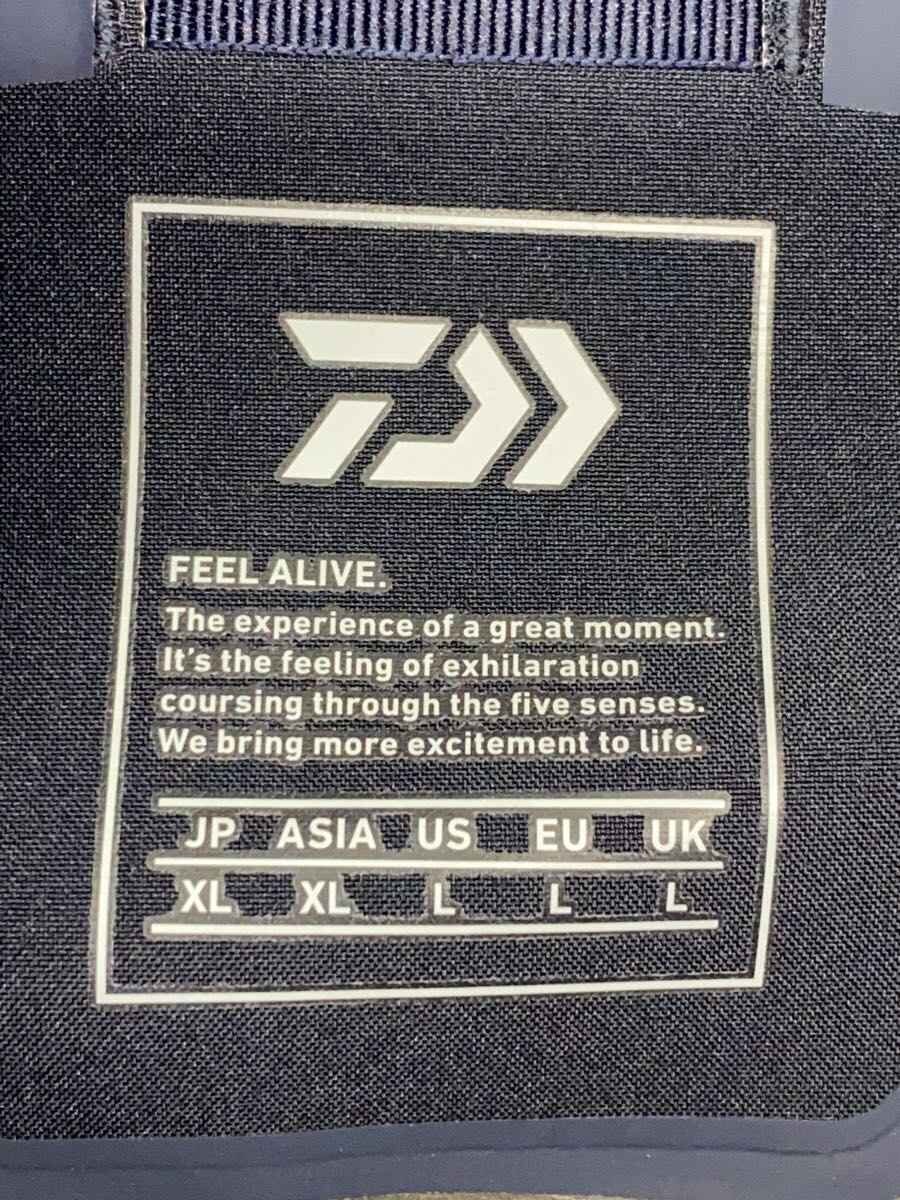 FEEL ALIVE.
The experience of a great moment.
It's the feeling of exhilaration
coursing through the five senses.
We bring more excitement to life.
JP ASIA US EU UK
XL XL L L L